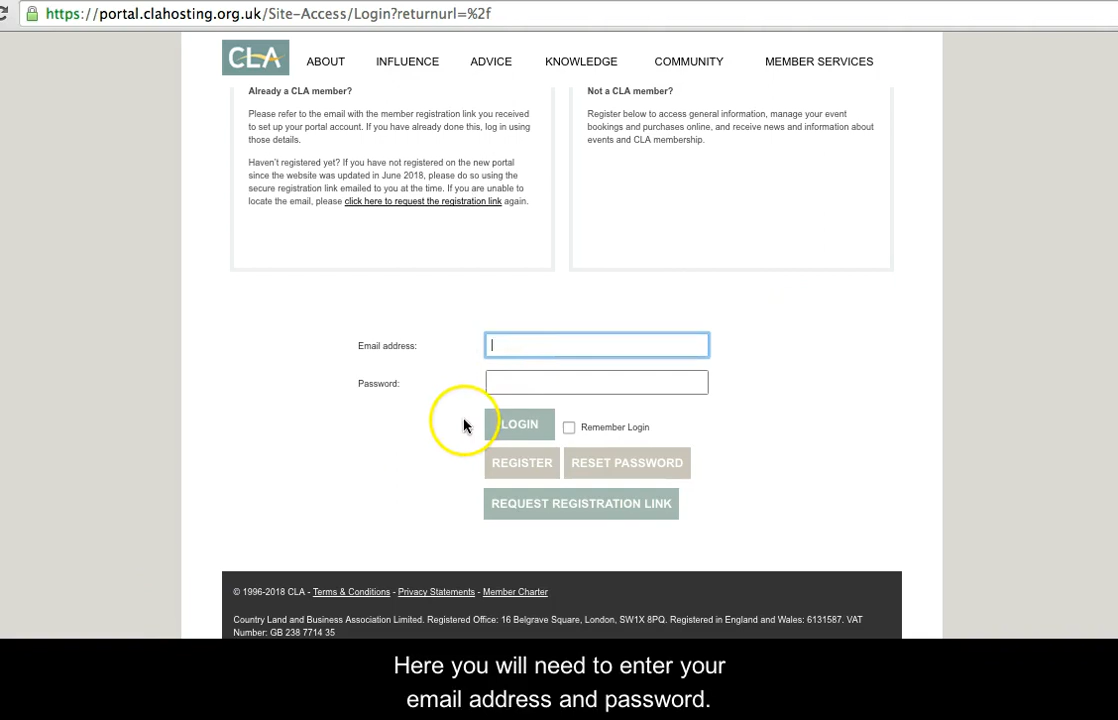 https://portal.clahosting.org.uk/Site-Access/Login?returnurl=%2f
CLA
ABOUT INFLUENCE ADVICE KNOWLEDGE COMMUNITY MEMBER SERVICES
Already a CLA member?
Please refer to the email with the member registration link you received
to set up your portal account. If you have already done this, log in using
those details.
Haven't registered yet? If you have not registered on the new portal
since the website was updated in June 2018, please do so using the
secure registration link emailed to you at the time. If you are unable to
locate the email, please click here to request the registration link again.
Not a CLA member?
Register below to access general information, manage your event
bookings and purchases online, and receive news and information about
events and CLA membership.
Email address:
Password:
LOGIN Remember Login
REGISTER RESET PASSWORD
REQUEST REGISTRATION LINK
© 1996-2018 CLA - Terms & Conditions - Privacy Statements - Member Charter
Country Land and Business Association Limited. Registered Office: 16 Belgrave Square, London, SW1X 8PQ. Registered in England and Wales: 6131587. VAT
Number: GB 238 7714 35
Here you will need to enter your
email address and password.